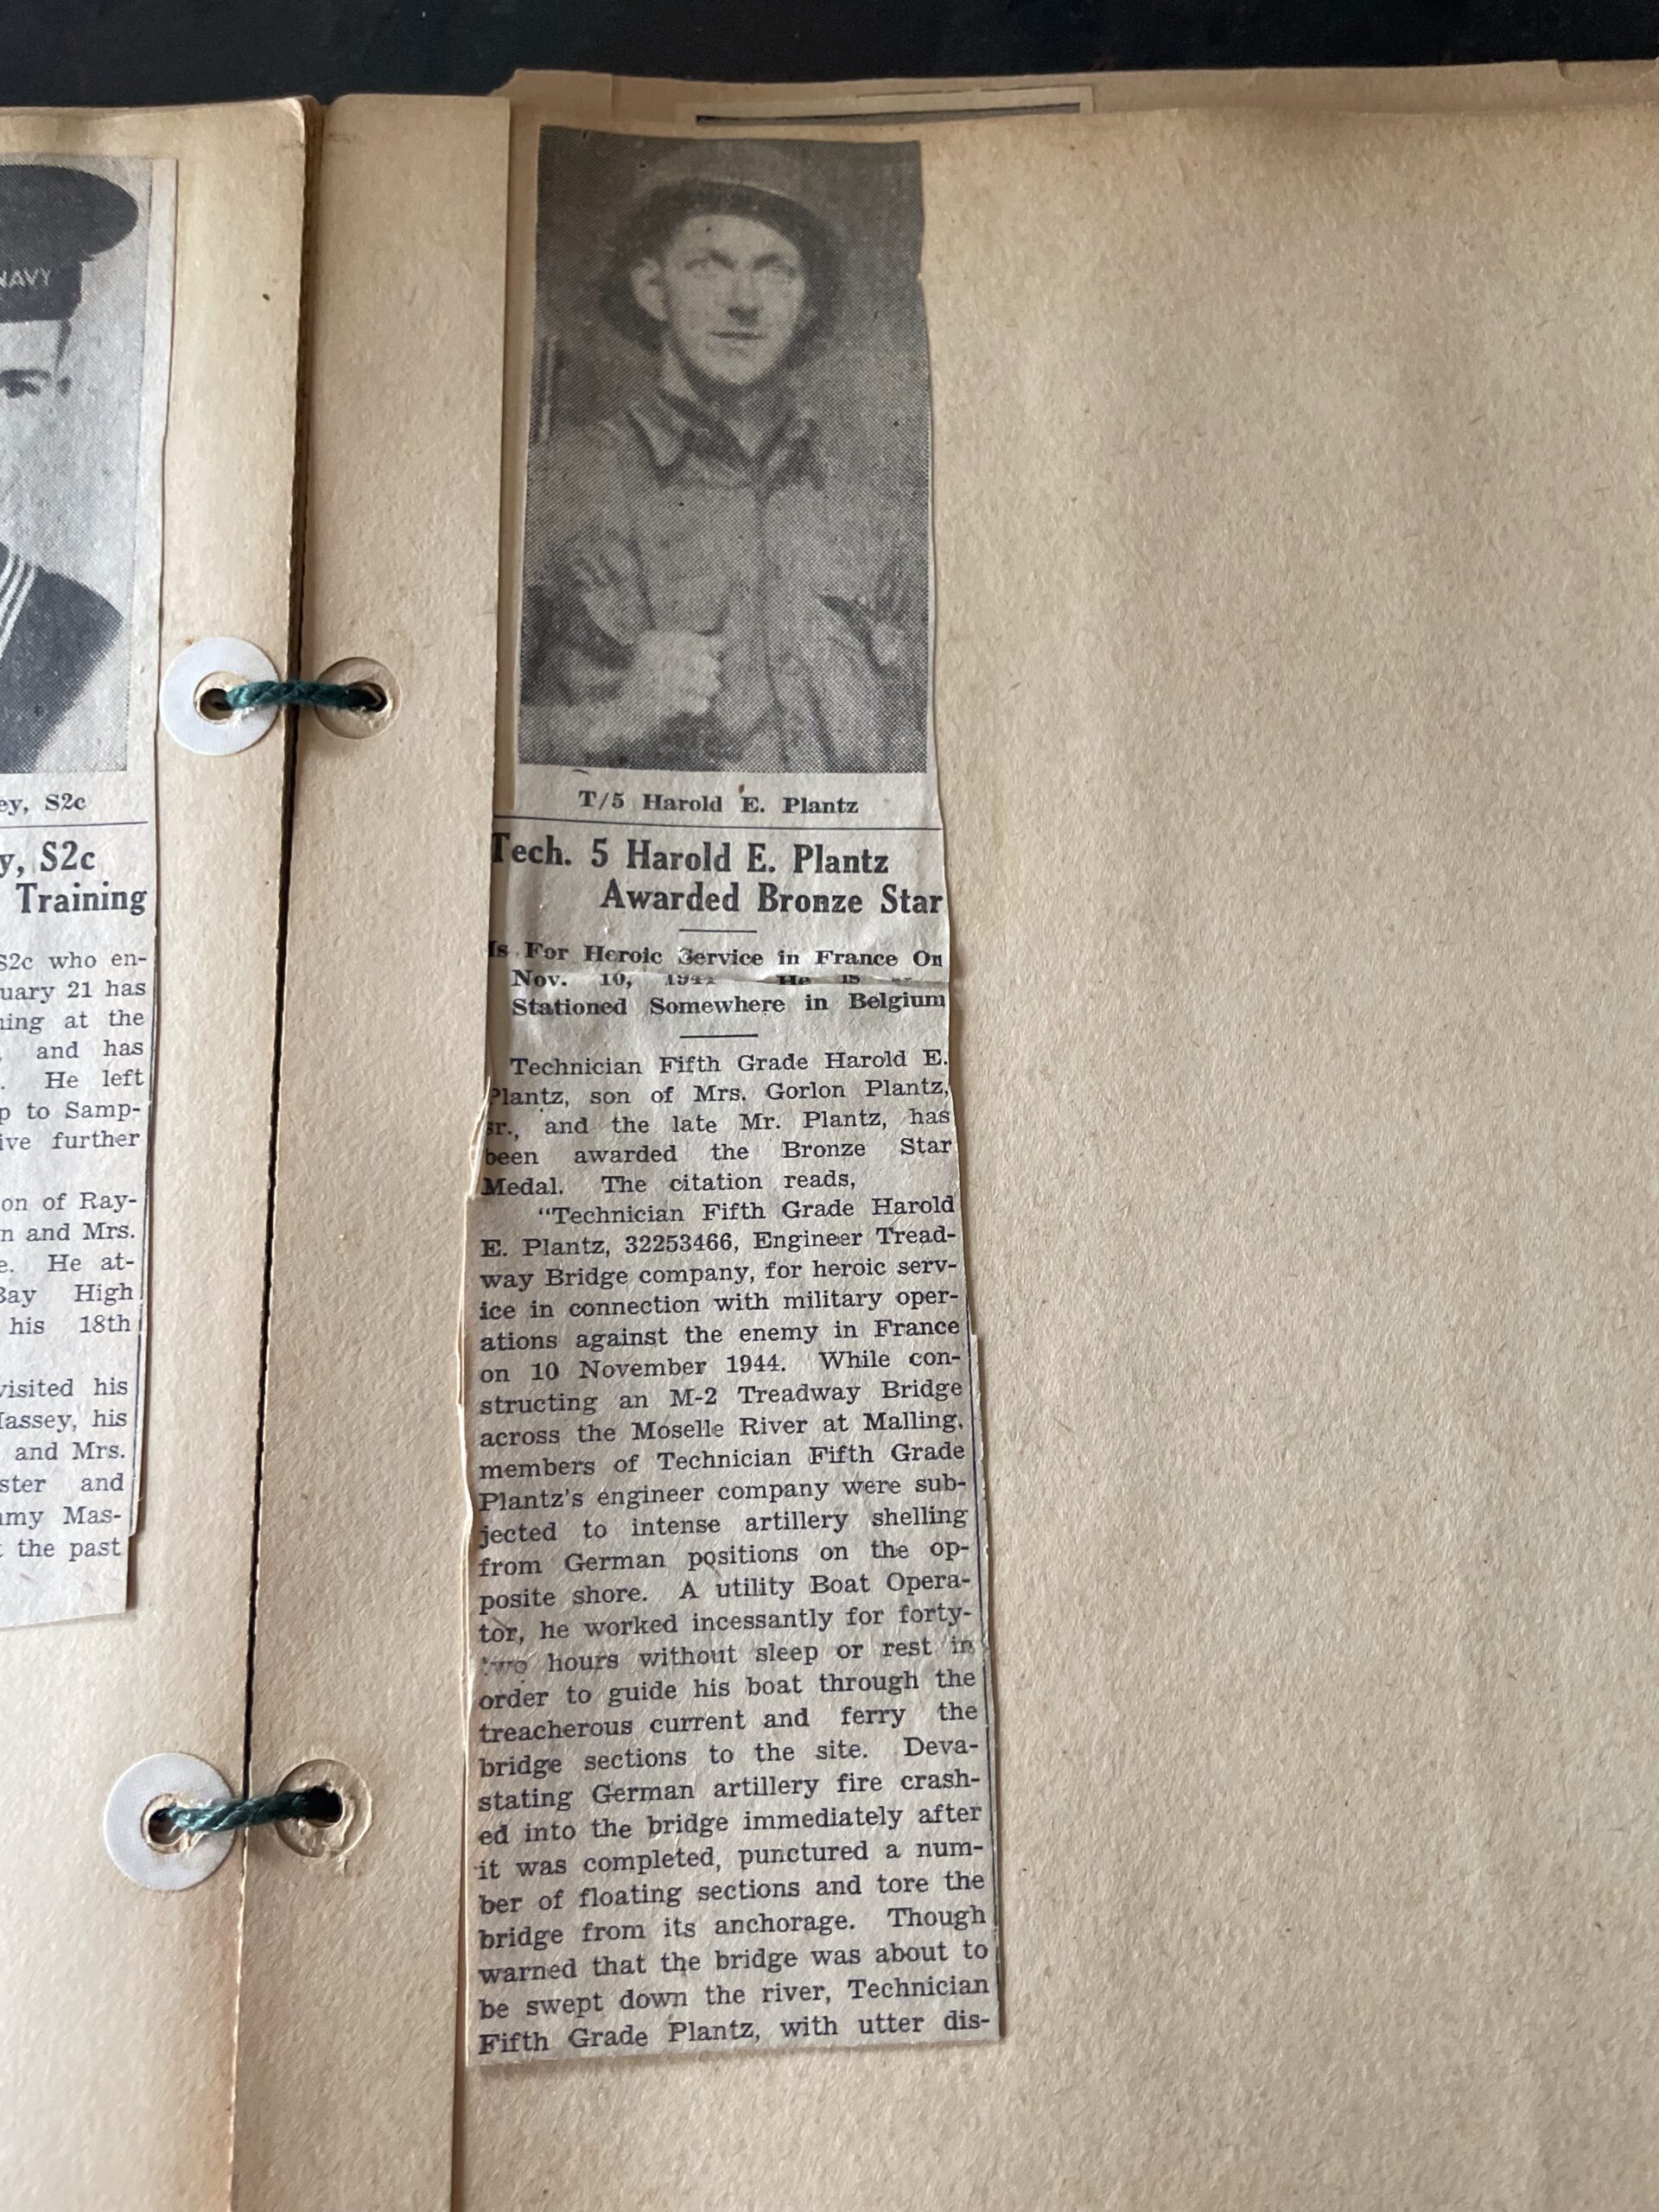 NAVY
ey, S2c
y, S2c
Training
S2c who en-
uary 21 has
ning at the
and has
. He left
p to Samp-
ive further
on of Ray-
n and Mrs.
e. He at-
Bay High
his 18th
visited his
Massey, his
and Mrs.
ster and
mmy Mas-
t the past
T/5 Harold E. Plantz
Tech. 5 Harold E. Plantz
Awarded Bronze Star
Is For Heroic Service in France On
Nov. 10, 1944 He is
Stationed Somewhere in Belgium
Technician Fifth Grade Harold E.
Plantz, son of Mrs. Gorlon Plantz,
sr., and the late Mr. Plantz, has
been awarded the Bronze Star
Medal. The citation reads,
"Technician Fifth Grade Harold
E. Plantz, 32253466, Engineer Tread-
way Bridge company, for heroic serv-
ice in connection with military oper-
ations against the enemy in France
on 10 November 1944. While con-
structing an M-2 Treadway Bridge
across the Moselle River at Malling,
members of Technician Fifth Grade
Plantz's engineer company were sub-
jected to intense artillery shelling
from German positions on the op-
posite shore. A utility Boat Opera-
tor, he worked incessantly for forty-
two hours without sleep or rest in
order to guide his boat through the
treacherous current and ferry the
bridge sections to the site. Deva-
stating German artillery fire crash-
ed into the bridge immediately after
it was completed, punctured a num-
ber of floating sections and tore the
bridge from its anchorage. Though
warned that the bridge was about to
be swept down the river, Technician
Fifth Grade Plantz, with utter dis-